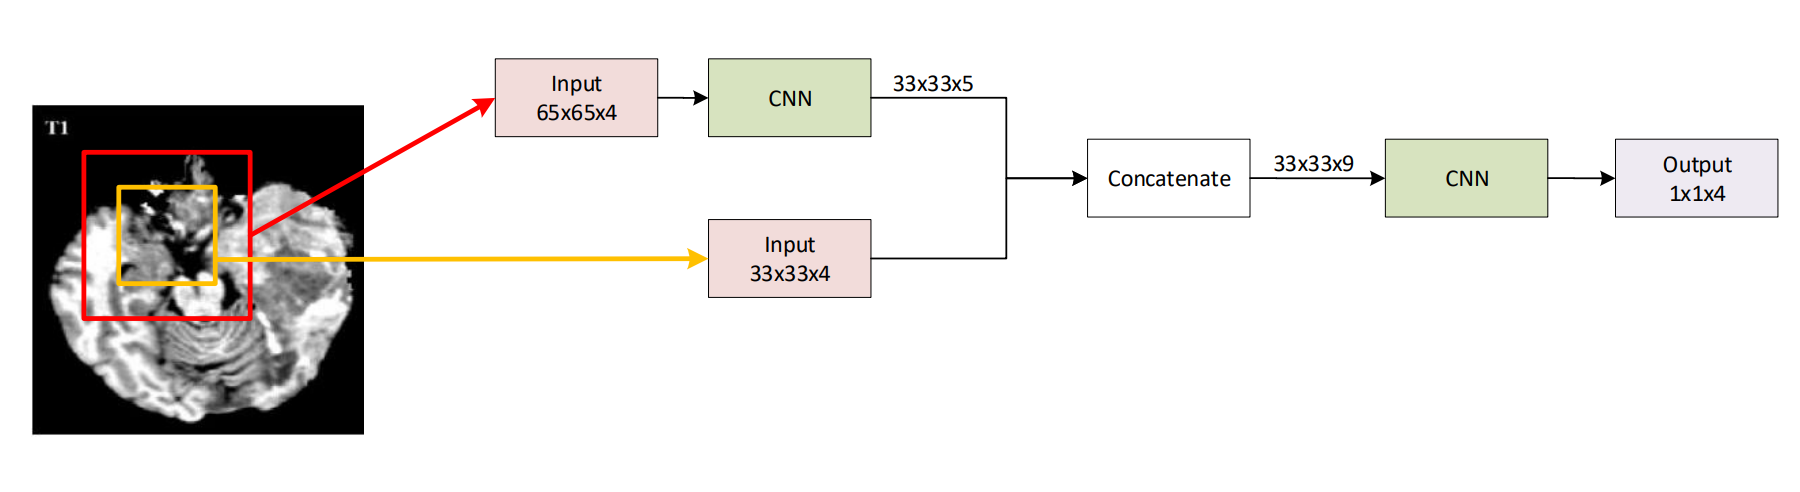 T1
Input
65x65x4
CNN
33x33x5
Input
33x33x4
Concatenate
33x33x9
CNN
Output
1x1x4